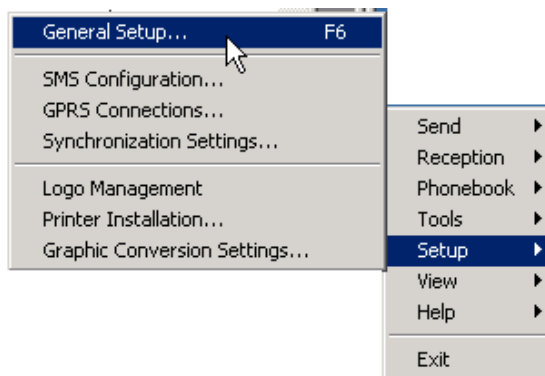 General Setup... F6
SMS Configuration...
GPRS Connections...
Synchronization Settings...
Logo Management
Printer Installation...
Graphic Conversion Settings...
Send
Reception
Phonebook
Tools
Setup
View
Help
Exit